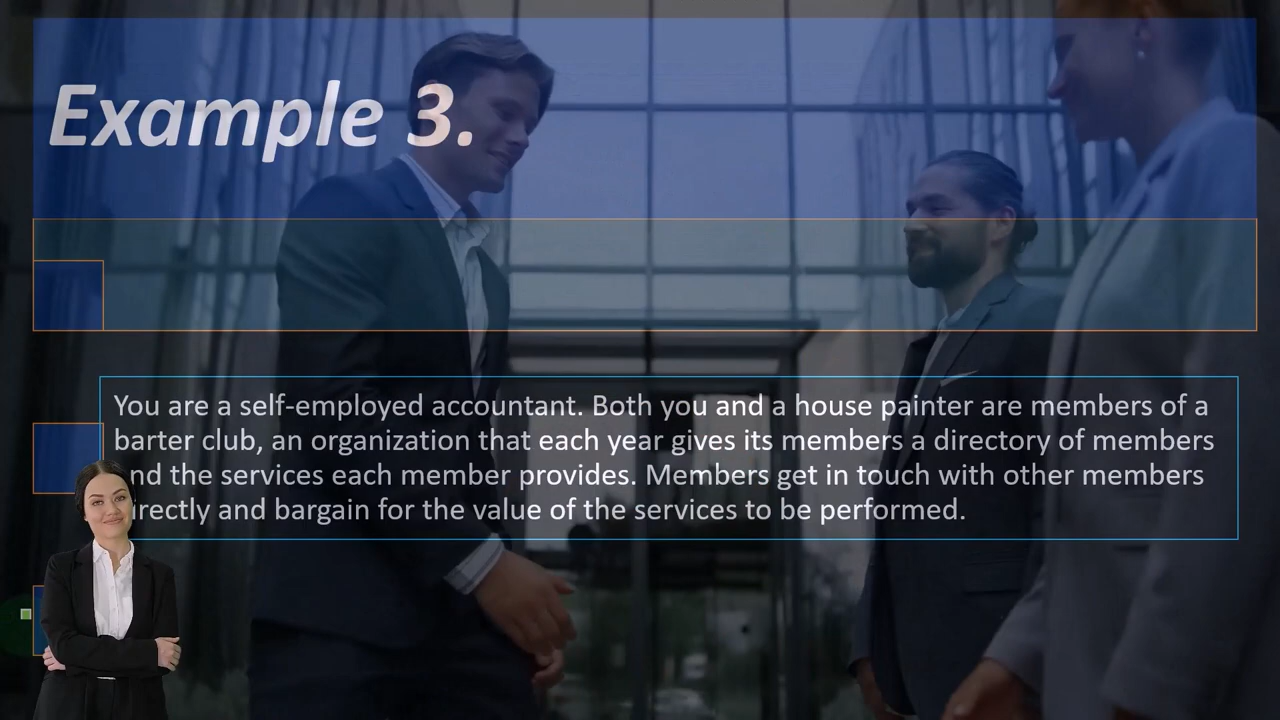 Example 3.
You are a self-employed accountant. Both you and a house painter are members of a
barter club, an organization that each year gives its members a directory of members
the services each member provides. Members get in touch with other members
and bargain for the value of the services to be performed.